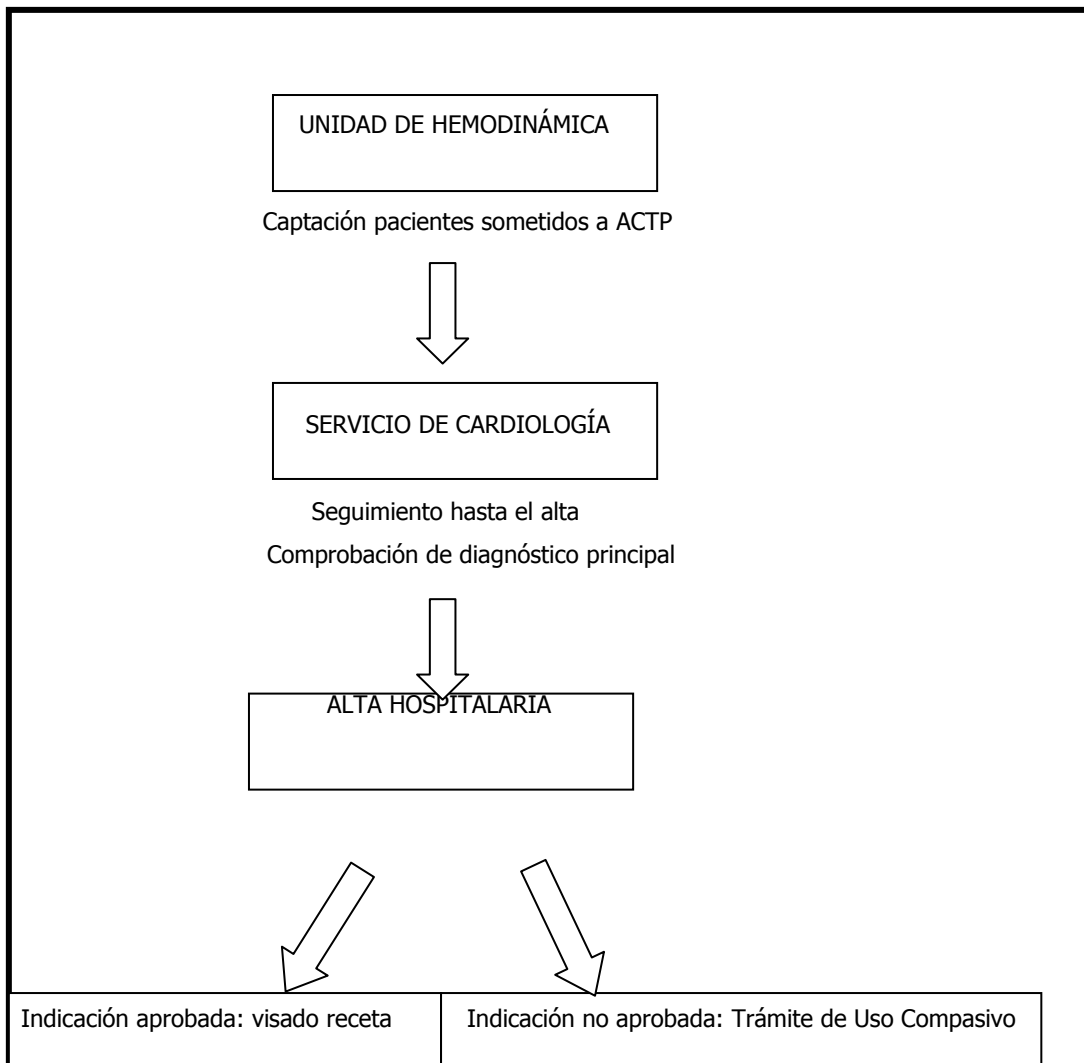 UNIDAD DE HEMODINÁMICA
Captación pacientes sometidos a ACTP
SERVICIO DE CARDIOLOGÍA
Seguimiento hasta el alta
Comprobación de diagnóstico principal
ALTA HOSPITALARIA
Indicación aprobada: visado receta
Indicación no aprobada: Trámite de Uso Compasivo